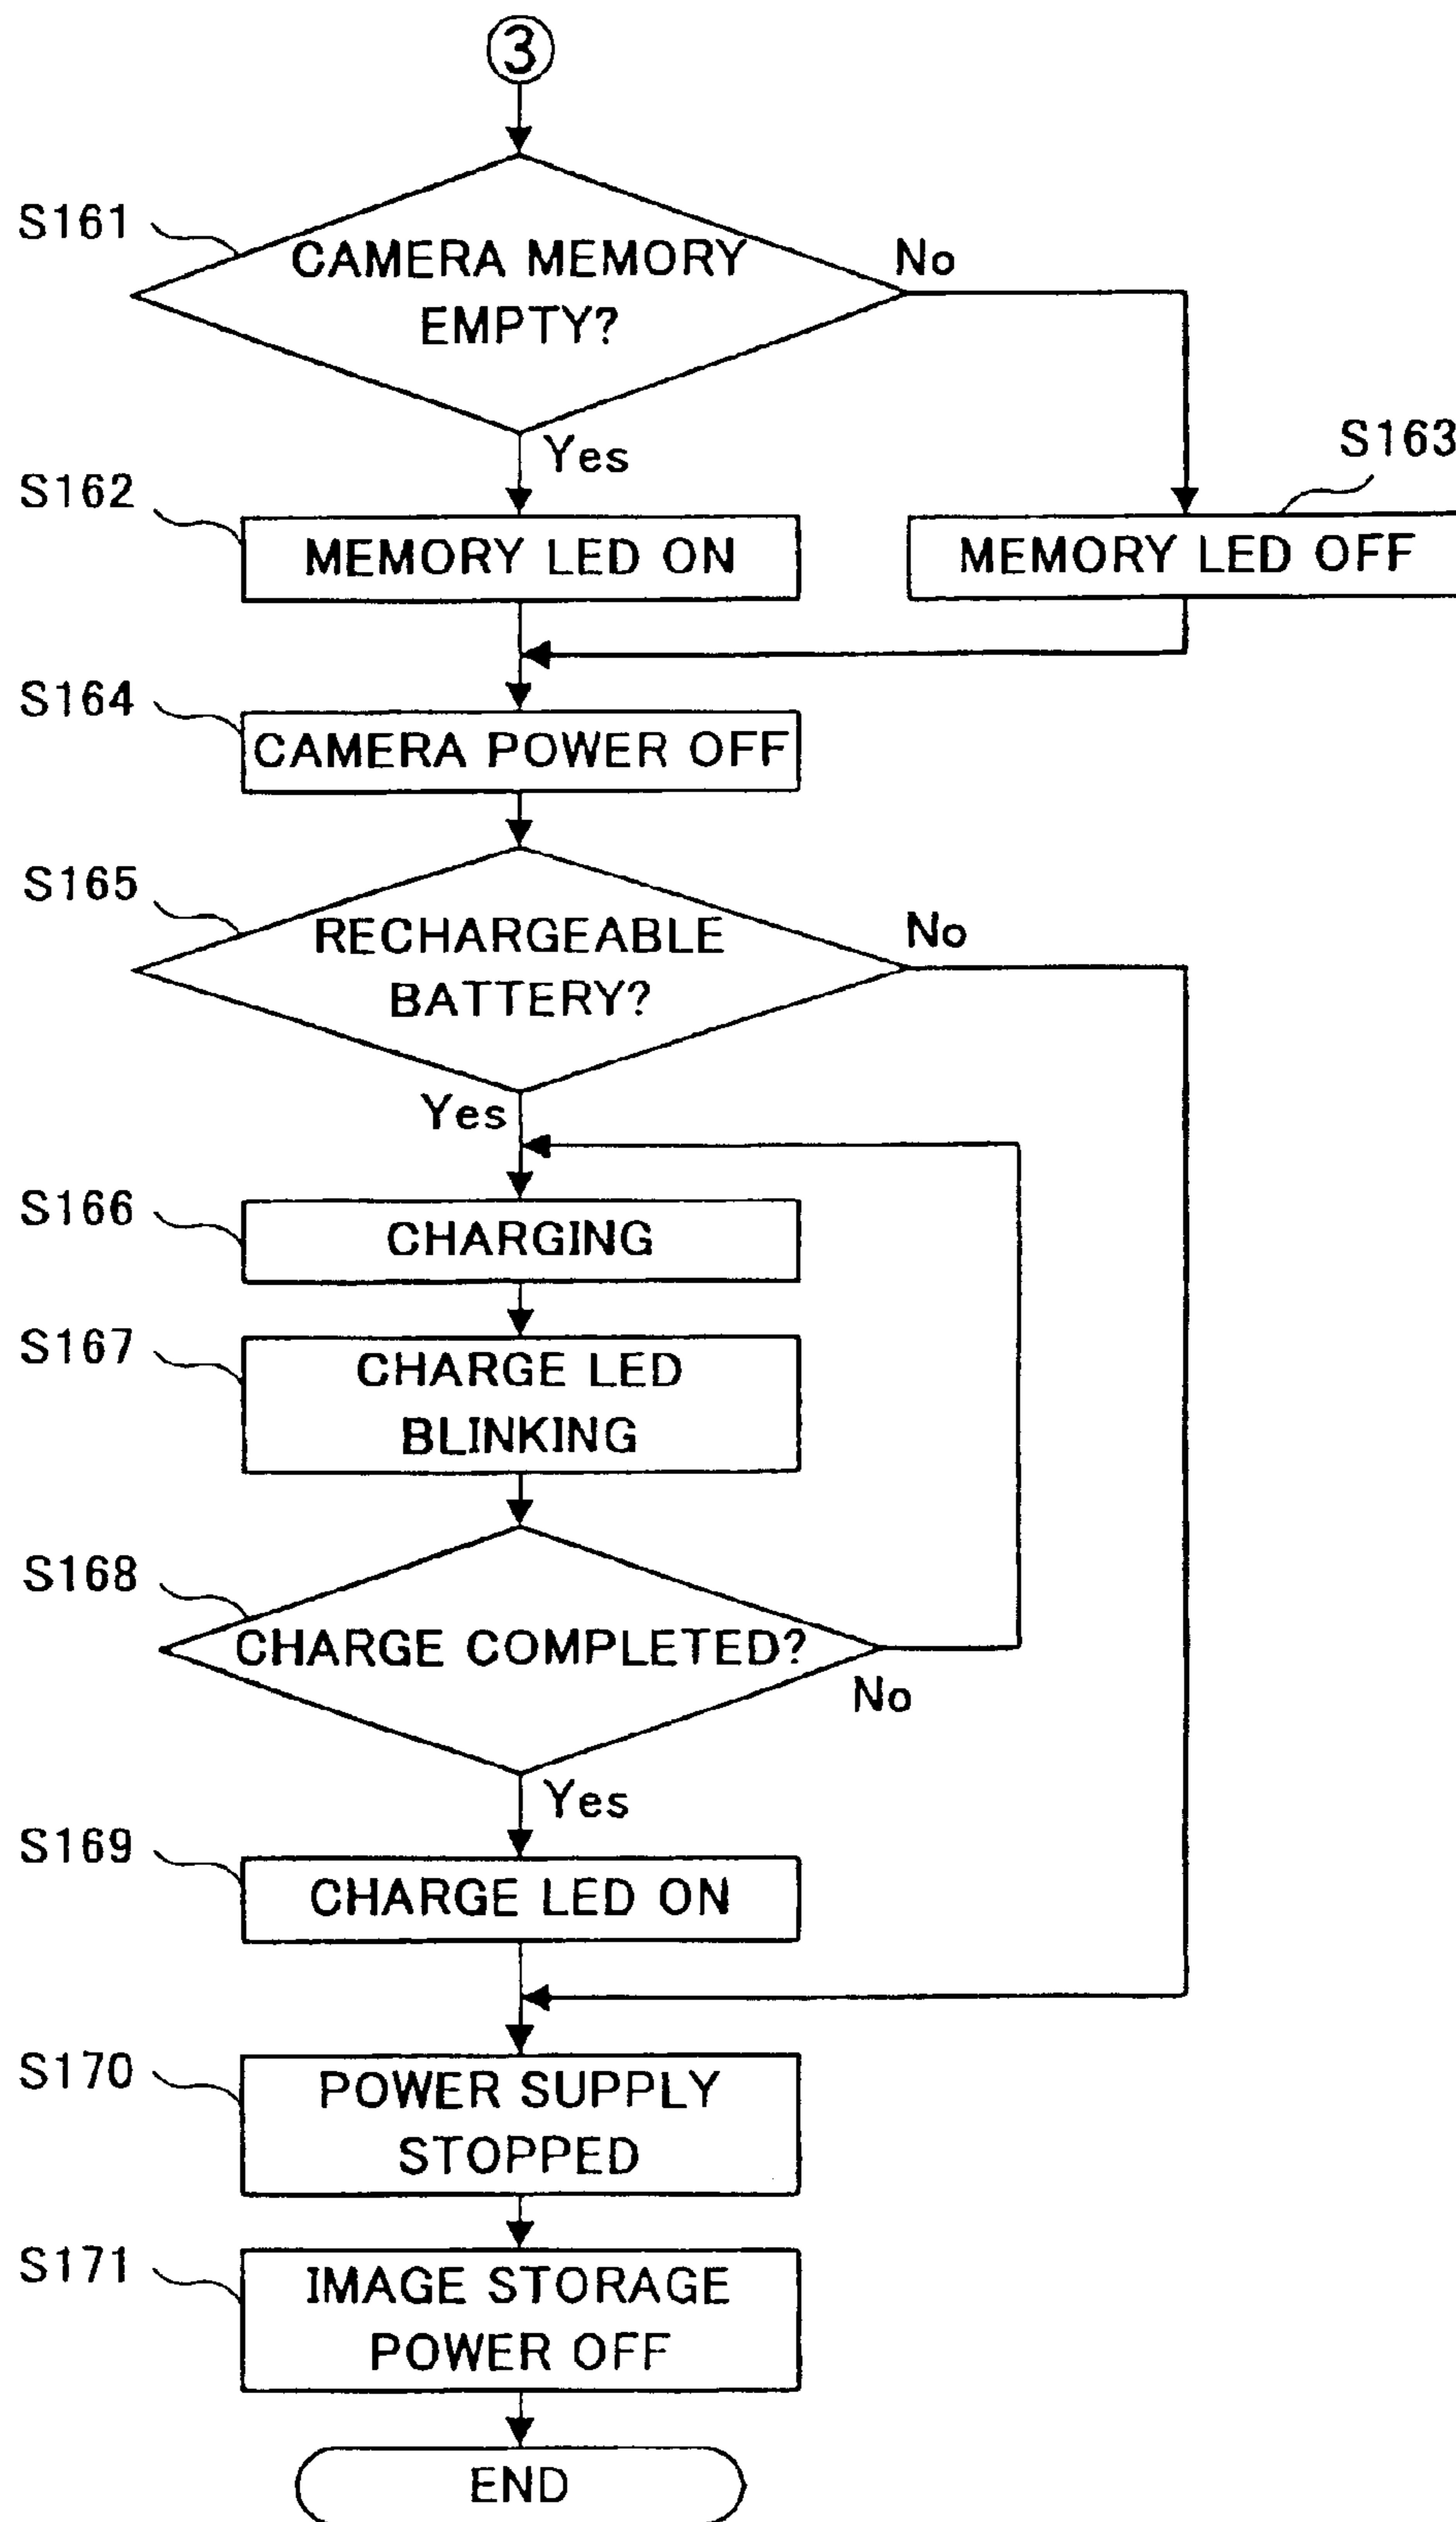 ③
S161
CAMERA MEMORY
EMPTY?
No
Yes
S162
MEMORY LED ON
S163
MEMORY LED OFF
S164
CAMERA POWER OFF
S165
RECHARGEABLE
BATTERY?
No
Yes
S166
CHARGING
S167
CHARGE LED
BLINKING
S168
CHARGE COMPLETED?
No
Yes
S169
CHARGE LED ON
S170
POWER SUPPLY
STOPPED
S171
IMAGE STORAGE
POWER OFF
END